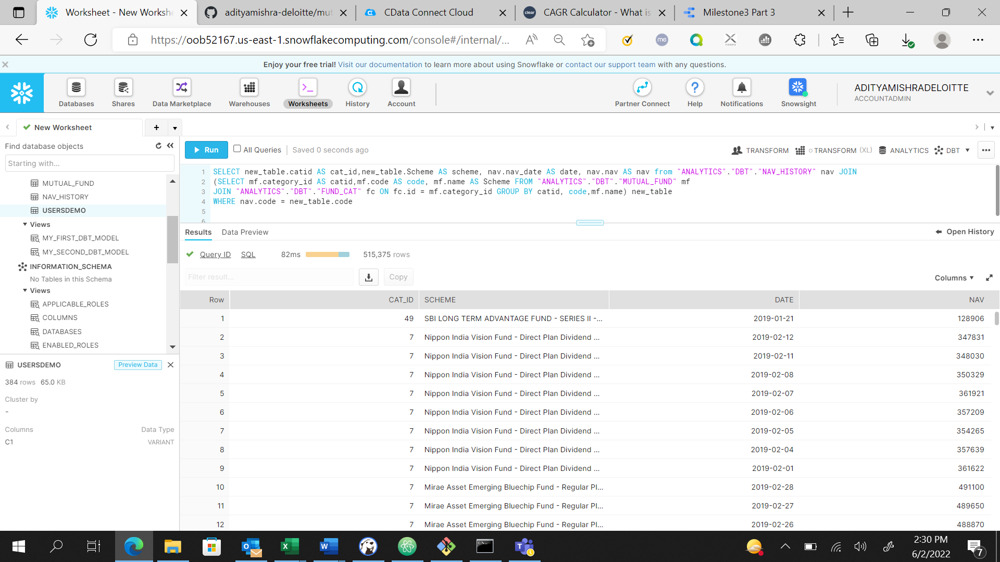 Worksheet - New Workshe
adityamishra-deloitte/mut
CData Connect Cloud
CAGR Calculator - What is
Milestone3 Part 3
https://oob52167.us-east-1.snowflakecomputing.com/console#/internal/...
Enjoy your free trial! Visit our documentation to learn more about using Snowflake or contact our support team with any questions.
Databases
Shares
Data Marketplace
Warehouses
Worksheets
History
Account
Partner Connect
Help
Notifications
Snowsight
ADITYAMISHRADELOITTE
ACCOUNTADMIN
New Worksheet
Find database objects
Starting with...
MUTUAL_FUND
NAV_HISTORY
USERSDEMO
Views
MY_FIRST_DBT_MODEL
MY_SECOND_DBT_MODEL
INFORMATION_SCHEMA
No Tables in this Schema
Views
APPLICABLE_ROLES
COLUMNS
DATABASES
ENABLED_ROLES
USERSDEMO Preview Data
384 rows 65.0 KB
Cluster by
-
Columns Data Type
C1 VARIANT
Run All Queries Saved 0 seconds ago
TRANSFORM TRANSFORM (XL) ANALYTICS DBT
1 SELECT new_table.catid AS cat_id,new_table.Scheme AS scheme, nav.nav_date AS date, nav.nav AS nav from "ANALYTICS"."DBT"."NAV_HISTORY" nav JOIN
2 (SELECT mf.category_id AS catid,mf.code AS code, mf.name AS Scheme FROM "ANALYTICS"."DBT"."MUTUAL_FUND" mf
3 JOIN "ANALYTICS"."DBT"."FUND_CAT" fc ON fc.id = mf.category_id GROUP BY catid, code,mf.name) new_table
4 WHERE nav.code = new_table.code
5
6
Results Data Preview Open History
Query ID SQL 82ms 515,375 rows
Filter result... Copy Columns
Row CAT_ID SCHEME DATE NAV
1 49 SBI LONG TERM ADVANTAGE FUND - SERIES II -... 2019-01-21 128906
2 7 Nippon India Vision Fund - Direct Plan Dividend ... 2019-02-12 347831
3 7 Nippon India Vision Fund - Direct Plan Dividend ... 2019-02-11 348030
4 7 Nippon India Vision Fund - Direct Plan Dividend ... 2019-02-08 350329
5 7 Nippon India Vision Fund - Direct Plan Dividend ... 2019-02-07 361921
6 7 Nippon India Vision Fund - Direct Plan Dividend ... 2019-02-06 357209
7 7 Nippon India Vision Fund - Direct Plan Dividend ... 2019-02-05 354265
8 7 Nippon India Vision Fund - Direct Plan Dividend ... 2019-02-04 357639
9 7 Nippon India Vision Fund - Direct Plan Dividend ... 2019-02-01 361622
10 7 Mirae Asset Emerging Bluechip Fund - Regular Pl... 2019-02-28 491100
11 7 Mirae Asset Emerging Bluechip Fund - Regular Pl... 2019-02-27 489650
12 7 Mirae Asset Emerging Bluechip Fund - Regular Pl... 2019-02-26 488870
2:30 PM
6/2/2022
7